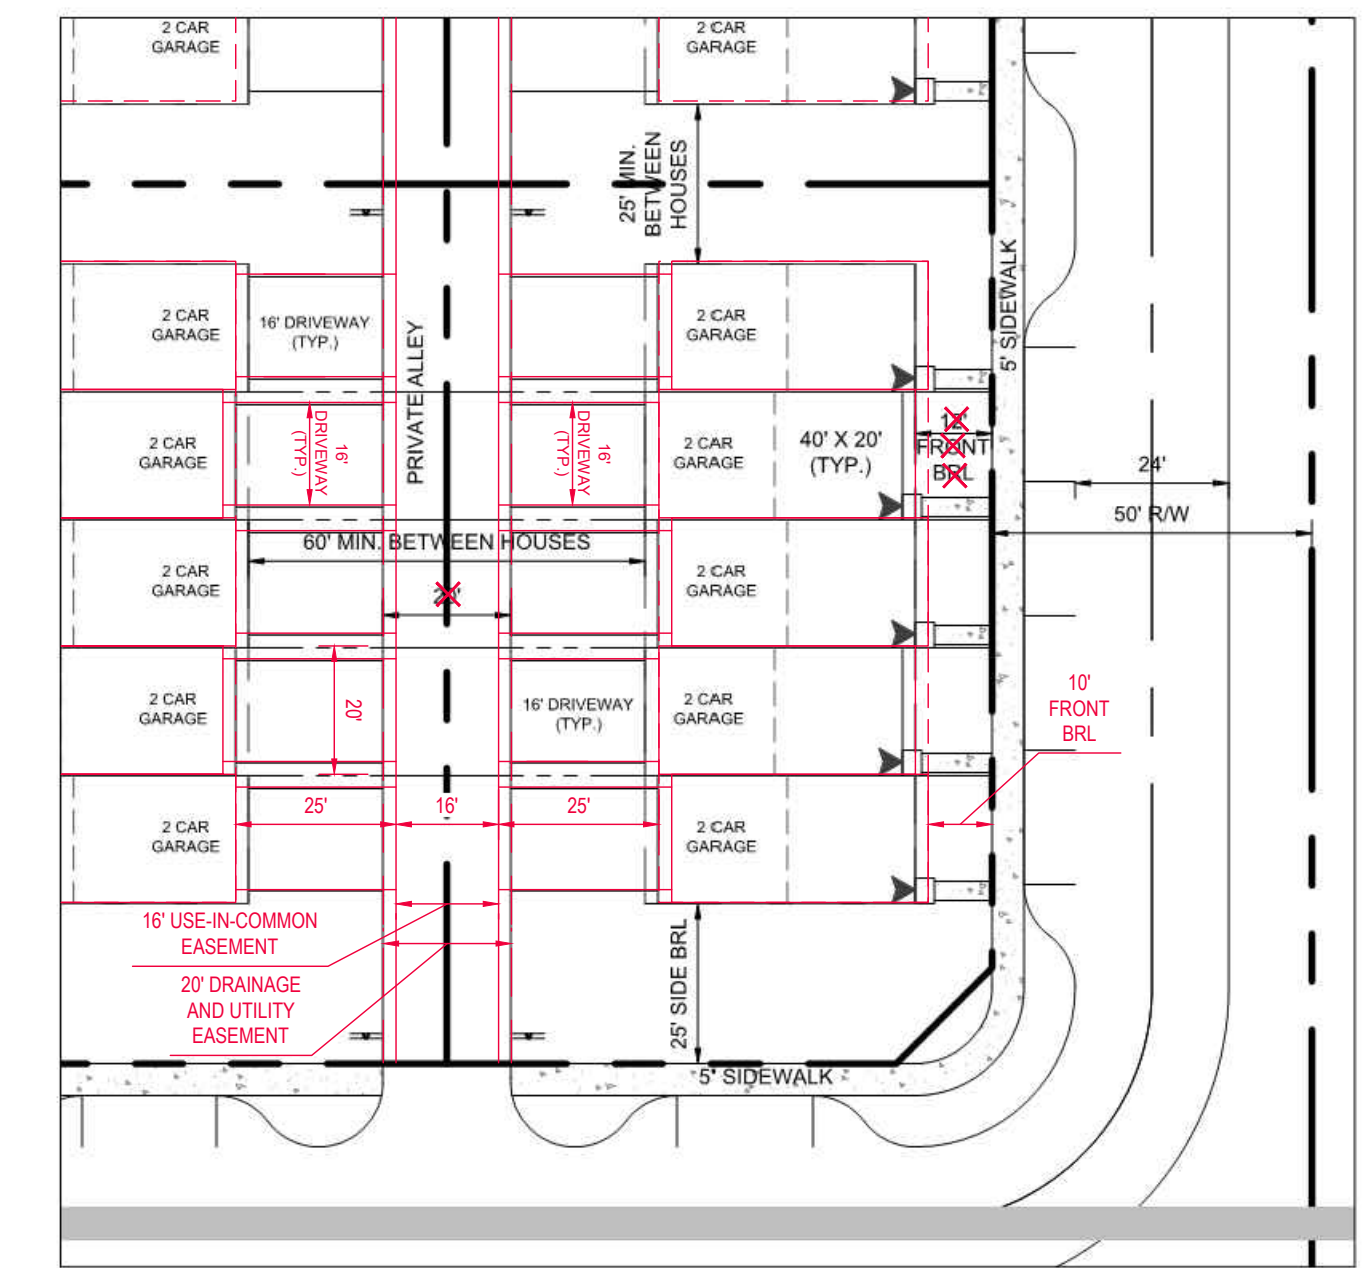 2 CAR
GARAGE
2 CAR
GARAGE
25' MIN.
BETWEEN
HOUSES
5' SIDEWALK
2 CAR
GARAGE
16' DRIVEWAY
(TYP.)
PRIVATE ALLEY
2 CAR
GARAGE
2 CAR
GARAGE
16'
DRIVEWAY
(TYP.)
16'
DRIVEWAY
(TYP.)
2 CAR
GARAGE
40' X 20'
(TYP.)
12'
FRONT
BRL
24'
50' R/W
60' MIN. BETWEEN HOUSES
2 CAR
GARAGE
20'
2 CAR
GARAGE
2 CAR
GARAGE
20'
16' DRIVEWAY
(TYP.)
2 CAR
GARAGE
10'
FRONT
BRL
25'
16'
25'
2 CAR
GARAGE
2 CAR
GARAGE
16' USE-IN-COMMON
EASEMENT
20' DRAINAGE
AND UTILITY
EASEMENT
25' SIDE BRL
5' SIDEWALK